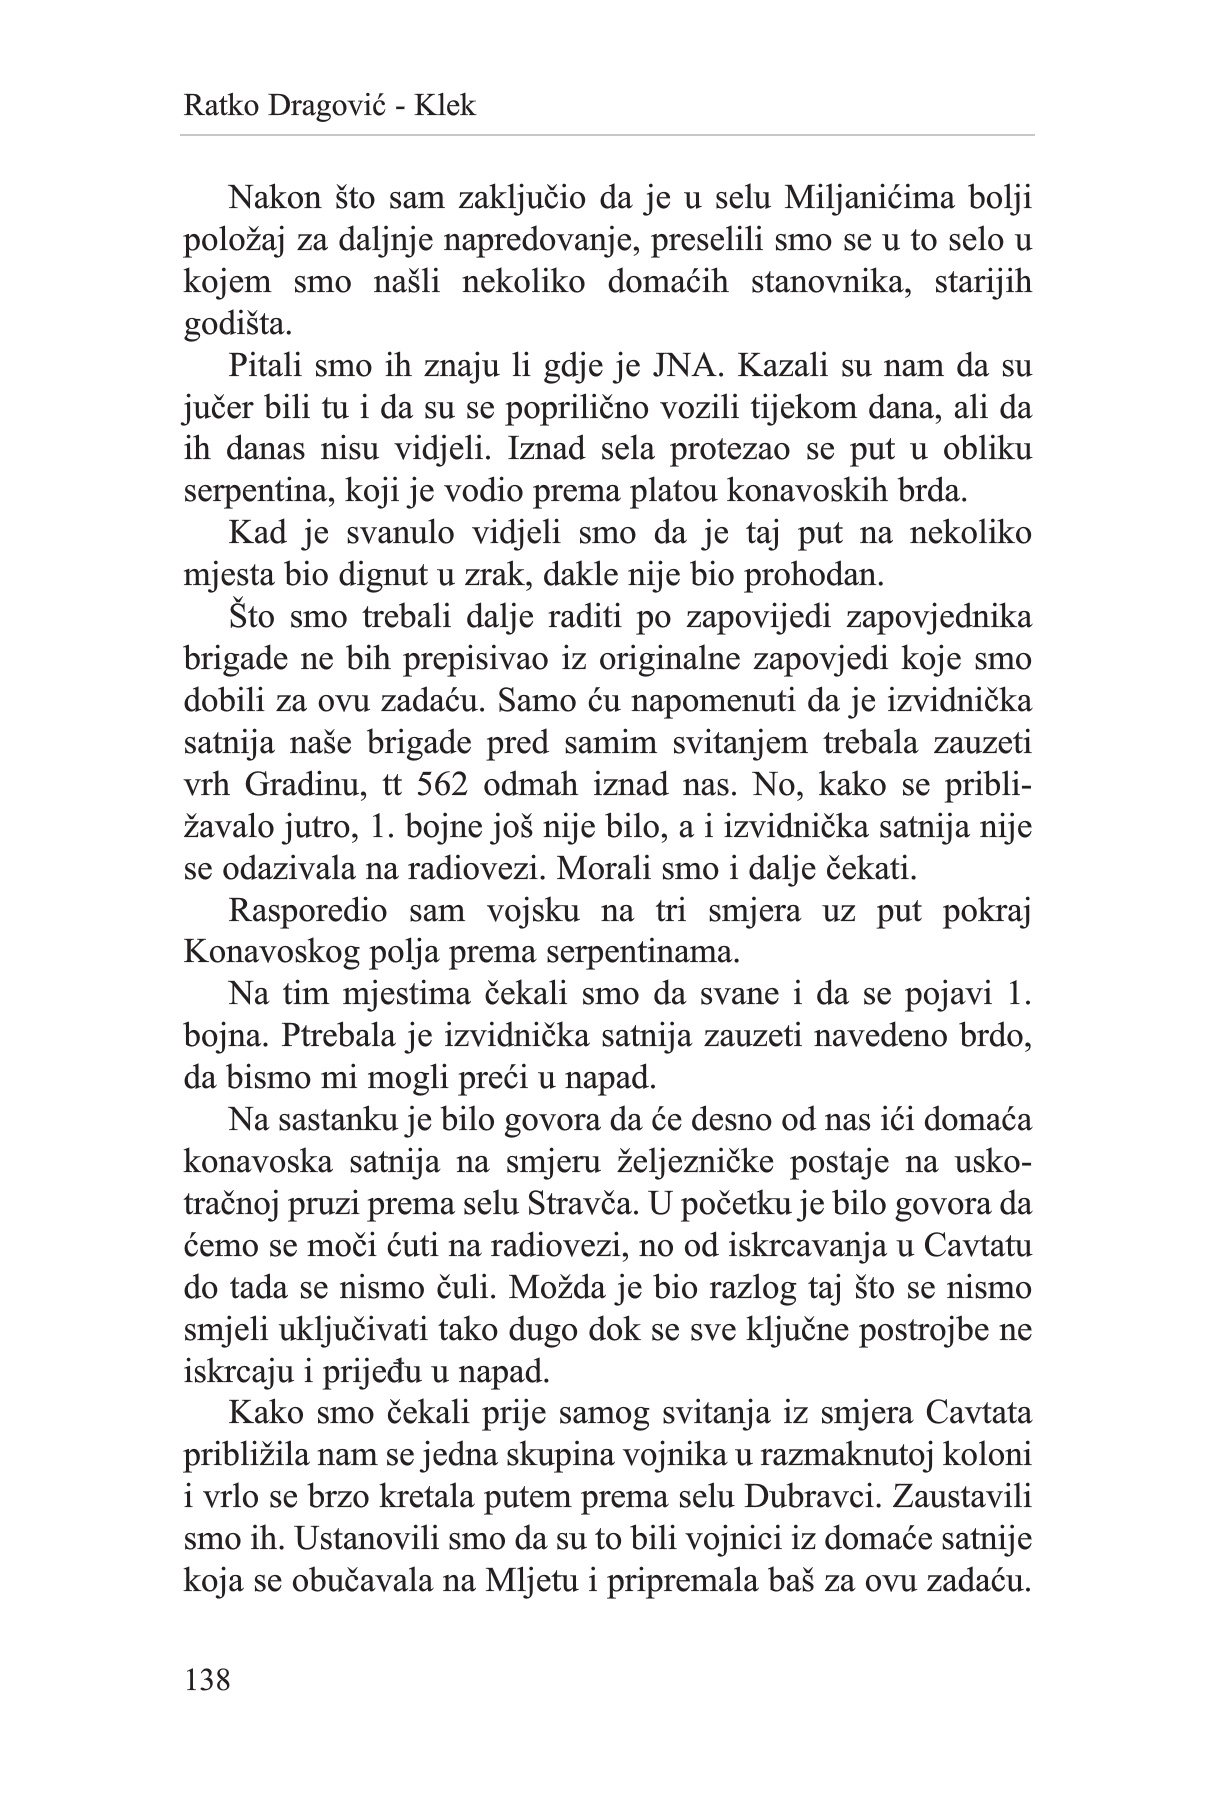 Ratko Dragović - Klek
Nakon što sam zaključio da je u selu Miljanićima bolji
položaj za daljnje napredovanje, preselili smo se u to selo u
kojem smo našli nekoliko domaćih stanovnika, starijih
godišta.
Pitali smo ih znaju li gdje je JNA. Kazali su nam da su
jučer bili tu i da su se poprilično vozili tijekom dana, ali da
ih danas nisu vidjeli. Iznad sela protezao se put u obliku
serpentina, koji je vodio prema platou konavoskih brda.
Kad je svanulo vidjeli smo da je taj put na nekoliko
mjesta bio dignut u zrak, dakle nije bio prohodan.
Što smo trebali dalje raditi po zapovijedi zapovjednika
brigade ne bih prepisivao iz originalne zapovjedi koje smo
dobili za ovu zadaću. Samo ću napomenuti da je izvidnička
satnija naše brigade pred samim svitanjem trebala zauzeti
vrh Gradinu, tt 562 odmah iznad nas. No, kako se pribli-
žavalo jutro, 1. bojne još nije bilo, a i izvidnička satnija nije
se odazivala na radiovezi. Morali smo i dalje čekati.
Rasporedio sam vojsku na tri smjera uz put pokraj
Konavoskog polja prema serpentinama.
Na tim mjestima čekali smo da svane i da se pojavi 1.
bojna. Ptrebala je izvidnička satnija zauzeti navedeno brdo,
da bismo mi mogli preći u napad.
Na sastanku je bilo govora da će desno od nas ići domaća
konavoska satnija na smjeru željezničke postaje na usko-
tračnoj pruzi prema selu Stravča. U početku je bilo govora da
ćemo se moči ćuti na radiovezi, no od iskrcavanja u Cavtatu
do tada se nismo čuli. Možda je bio razlog taj što se nismo
smjeli uključivati tako dugo dok se sve ključne postrojbe ne
iskrcaju i prijeđu u napad.
Kako smo čekali prije samog svitanja iz smjera Cavtata
približila nam se jedna skupina vojnika u razmaknutoj koloni
i vrlo se brzo kretala putem prema selu Dubravci. Zaustavili
smo ih. Ustanovili smo da su to bili vojnici iz domaće satnije
koja se obučavala na Mljetu i pripremala baš za ovu zadaću.
138